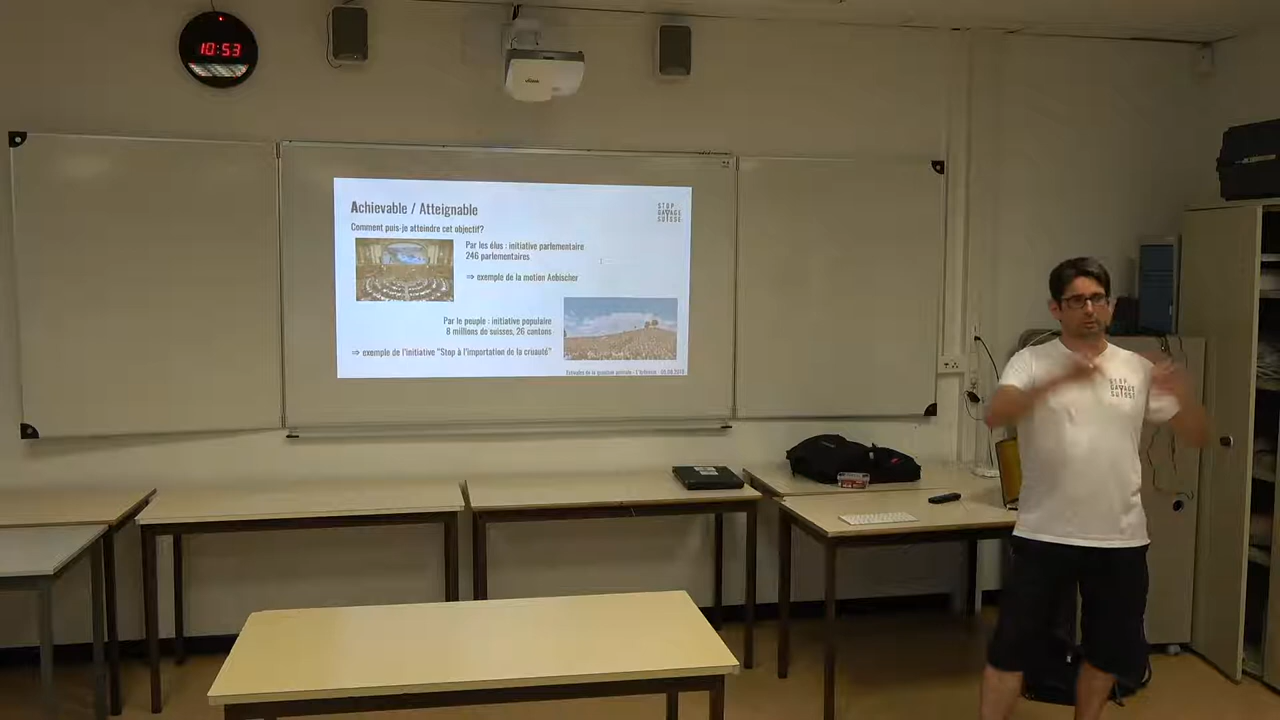 10:53
Achievable / Atteignable
STOP
GAVAGE
SUISSE
Comment puis-je atteindre cet objectif?
Par les élus : initiative parlementaire
246 parlementaires
⇒ exemple de la motion Aebischer
Par le peuple : initiative populaire
8 millions de suisses, 26 cantons
⇒ exemple de l'initiative "Stop à l'importation de la cruauté"
STOP
GAVAGE
SUISSE